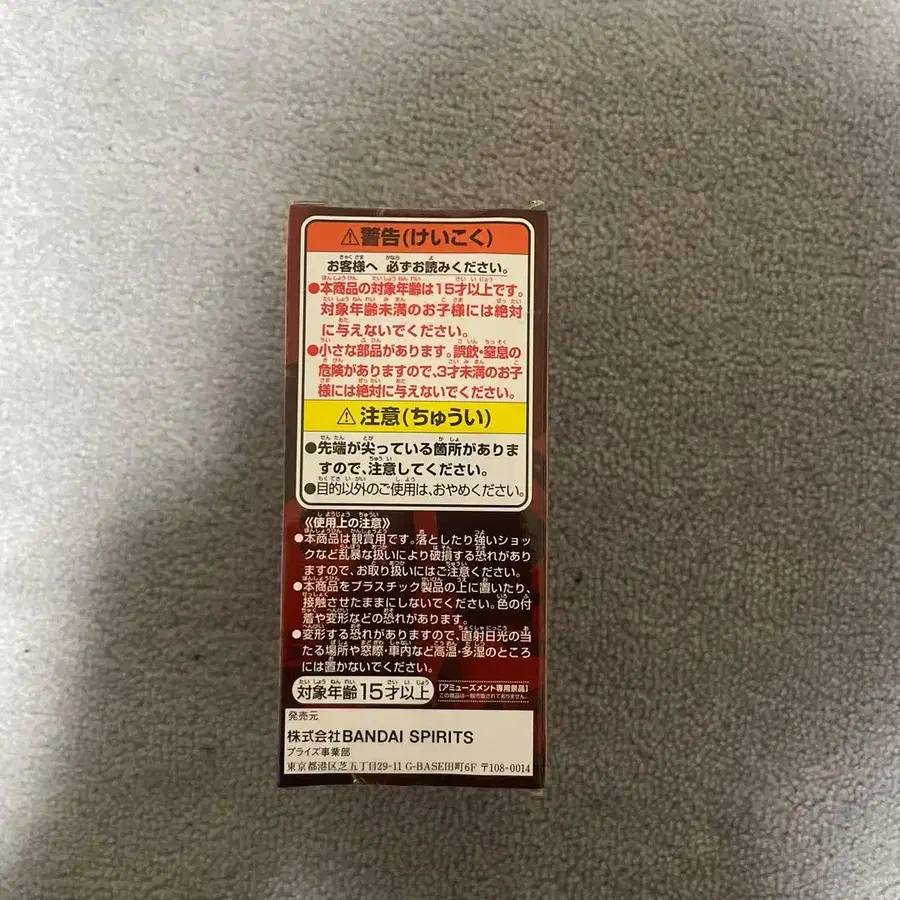 ⚠警告(けいこく)
お客様へ 必ずお読みください。
●本商品の対象年齢は15才以上です。
対象年齢未満のお子様には絶対
に与えないでください。
●小さな部品があります。誤飲・窒息の
危険がありますので、3才未満のお子
様には絶対に与えないでください。
⚠注意(ちゅうい)
●先端が尖っている箇所がありま
すので、注意してください。
●目的以外のご使用は、おやめください。
《使用上の注意》
●本商品は観賞用です。落としたり強いショッ
クなど乱暴な扱いにより破損する恐れがあり
ますので、お取り扱いにはご注意ください。
●本商品をプラスチック製品の上に置いたり、
接触させたままにしないでください。色の付
着や変形などの恐れがあります。
●変形する恐れがありますので、直射日光の当
たる場所や窓際・車内など高温・多湿のところ
には置かないでください。
対象年齢15才以上
【アミューズメント専用景品】
この商品は一般市販されておりません。
発売元
株式会社BANDAI SPIRITS
プライズ事業部
東京都港区芝五丁目29-11 G-BASE田町6F 〒108-0014